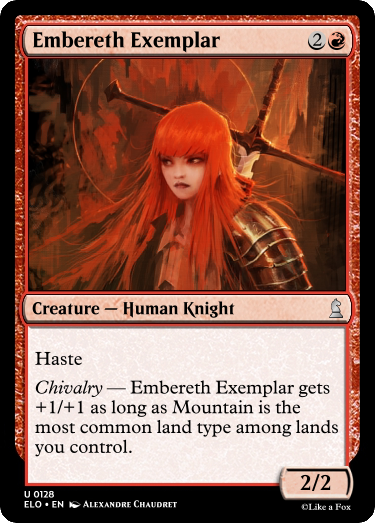 Embereth Exemplar 2
Creature — Human Knight
Haste
Chivalry — Embereth Exemplar gets
+1/+1 as long as Mountain is the
most common land type among lands
you control.
2/2
U 0128
ELO • EN Alexandre Chaudret
©Like a Fox